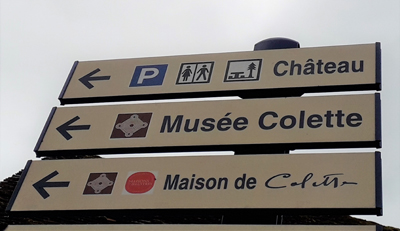 P Château
Musée Colette
Maison de Colette